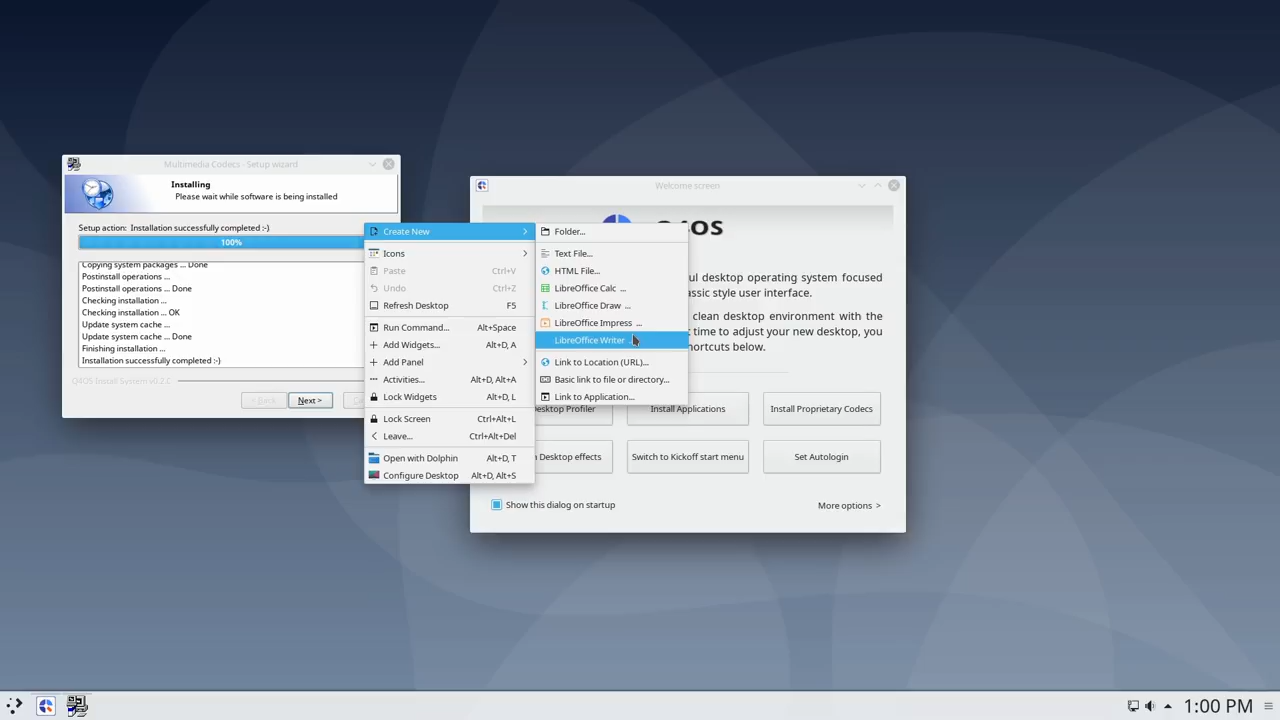 Multimedia Codecs - Setup wizard
Installing
Please wait while software is being installed
Setup action: Installation successfully completed :-)
100%
Copying system packages ... Done
Postinstall operations ...
Postinstall operations ... Done
Checking installation ...
Checking installation ... OK
Update system cache ...
Update system cache ... Done
Finishing installation ...
Installation successfully completed :-)
Q4OS Install System v0.2.0
< Back
Next >
Create New
Icons
Paste Ctrl+V
Undo Ctrl+Z
Refresh Desktop F5
Run Command... Alt+Space
Add Widgets... Alt+D, A
Add Panel
Activities... Alt+D, Alt+A
Lock Widgets Alt+D, L
Lock Screen Ctrl+Alt+L
Leave... Ctrl+Alt+Del
Open with Dolphin Alt+D, T
Configure Desktop Alt+D, Alt+S
Folder...
Text File...
HTML File...
LibreOffice Calc ...
LibreOffice Draw ...
LibreOffice Impress ...
LibreOffice Writer ...
Link to Location (URL)...
Basic link to file or directory...
Link to Application...
Welcome screen
Q4OS
desktop operating system focused
style user interface.
clean desktop environment with the
time to adjust your new desktop, you
below.
Profiler
Install Applications
Install Proprietary Codecs
Desktop effects
Switch to Kickoff start menu
Set Autologin
Show this dialog on startup
More options >
1:00 PM